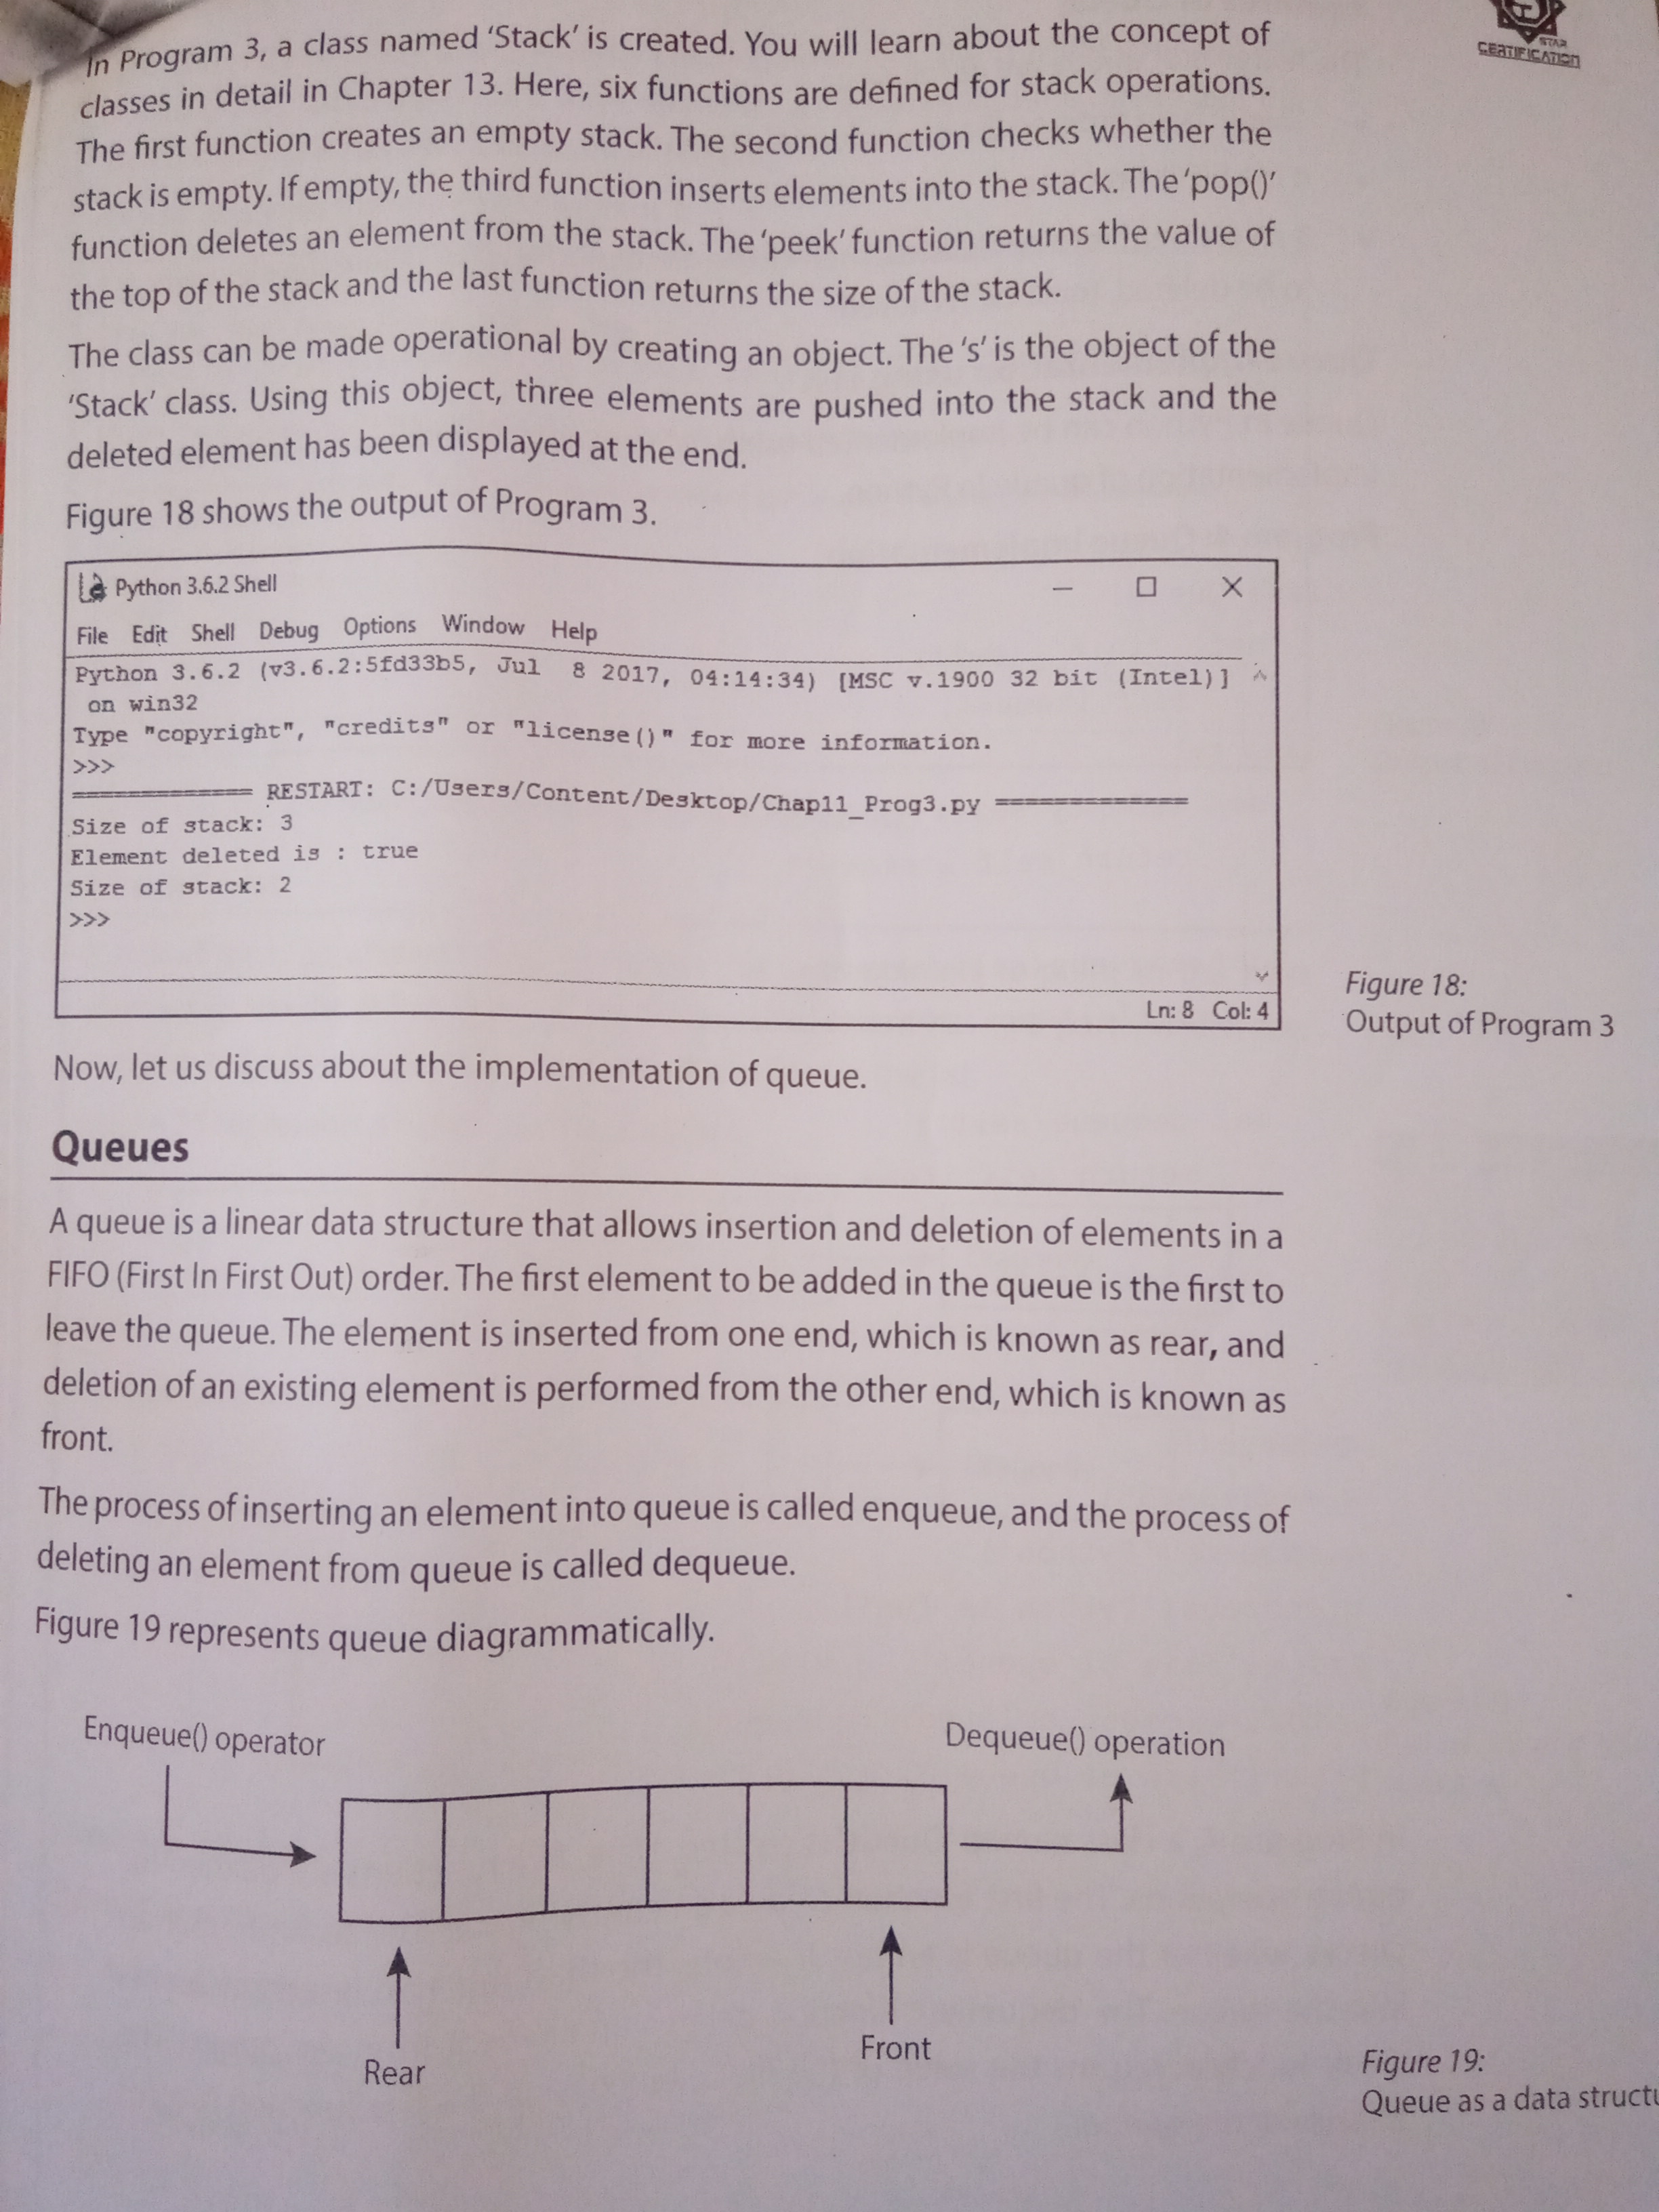 In Program 3, a class named ‘Stack’ is created. You will learn about the concept of
classes in detail in Chapter 13. Here, six functions are defined for stack operations.
The first function creates an empty stack. The second function checks whether the
stack is empty. If empty, the third function inserts elements into the stack. The ‘pop()’
function deletes an element from the stack. The ‘peek’ function returns the value of
the top of the stack and the last function returns the size of the stack.
The class can be made operational by creating an object. The ‘s’ is the object of the
‘Stack’ class. Using this object, three elements are pushed into the stack and the
deleted element has been displayed at the end.
Figure 18 shows the output of Program 3.
Python 3.6.2 Shell
File Edit Shell Debug Options Window Help
Python 3.6.2 (v3.6.2:5fd33b5, Jul 8 2017, 04:14:34) [MSC v.1900 32 bit (Intel)]
on win32
Type "copyright", "credits" or "license()" for more information.
>>>
============= RESTART: C:/Users/Content/Desktop/Chap11_Prog3.py =============
Size of stack: 3
Element deleted is : true
Size of stack: 2
>>>
Ln: 8 Col: 4
Figure 18:
Output of Program 3
Now, let us discuss about the implementation of queue.
Queues
A queue is a linear data structure that allows insertion and deletion of elements in a
FIFO (First In First Out) order. The first element to be added in the queue is the first to
leave the queue. The element is inserted from one end, which is known as rear, and
deletion of an existing element is performed from the other end, which is known as
front.
The process of inserting an element into queue is called enqueue, and the process of
deleting an element from queue is called dequeue.
Figure 19 represents queue diagrammatically.
Enqueue() operator
Dequeue() operation
Rear
Front
Figure 19:
Queue as a data structu
STAR
CERTIFICATION